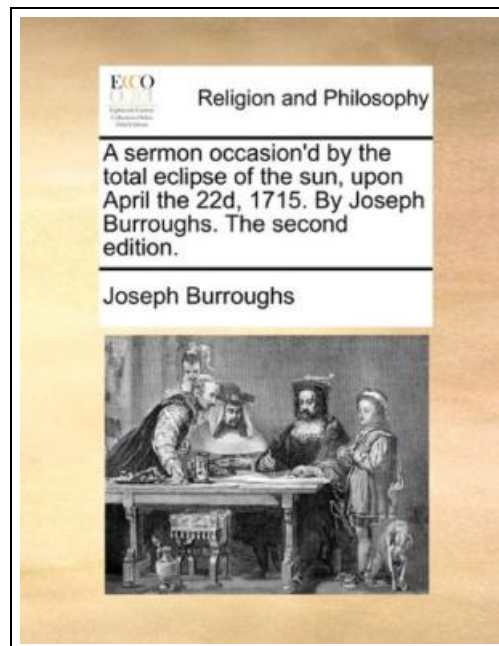 ECCO
Religion and Philosophy
A sermon occasion'd by the
total eclipse of the sun, upon
April the 22d, 1715. By Joseph
Burroughs. The second
edition.
Joseph Burroughs